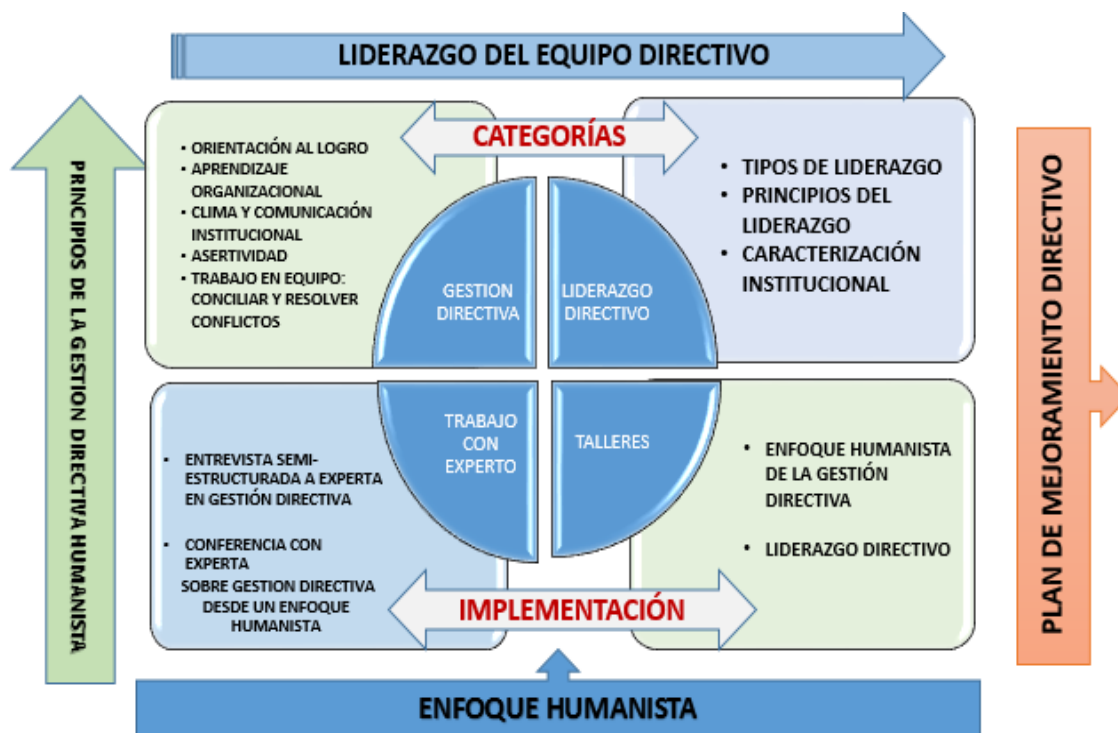 LIDERAZGO DEL EQUIPO DIRECTIVO
PRINCIPIOS DE LA GESTION DIRECTIVA HUMANISTA
CATEGORÍAS
• ORIENTACIÓN AL LOGRO
• APRENDIZAJE
ORGANIZACIONAL
• CLIMA Y COMUNICACIÓN
INSTITUCIONAL
• ASERTIVIDAD
• TRABAJO EN EQUIPO:
CONCILIAR Y RESOLVER
CONFLICTOS
GESTION
DIRECTIVA
LIDERAZGO
DIRECTIVO
• TIPOS DE LIDERAZGO
• PRINCIPIOS DEL
LIDERAZGO
• CARACTERIZACIÓN
INSTITUCIONAL
• ENTREVISTA SEMI-
ESTRUCTURADA A EXPERTA
EN GESTIÓN DIRECTIVA
• CONFERENCIA CON
EXPERTA
SOBRE GESTION DIRECTIVA
DESDE UN ENFOQUE
HUMANISTA
TRABAJO
CON
EXPERTO
TALLERES
• ENFOQUE HUMANISTA
DE LA GESTIÓN
DIRECTIVA
• LIDERAZGO DIRECTIVO
IMPLEMENTACIÓN
ENFOQUE HUMANISTA
PLAN DE MEJORAMIENTO DIRECTIVO